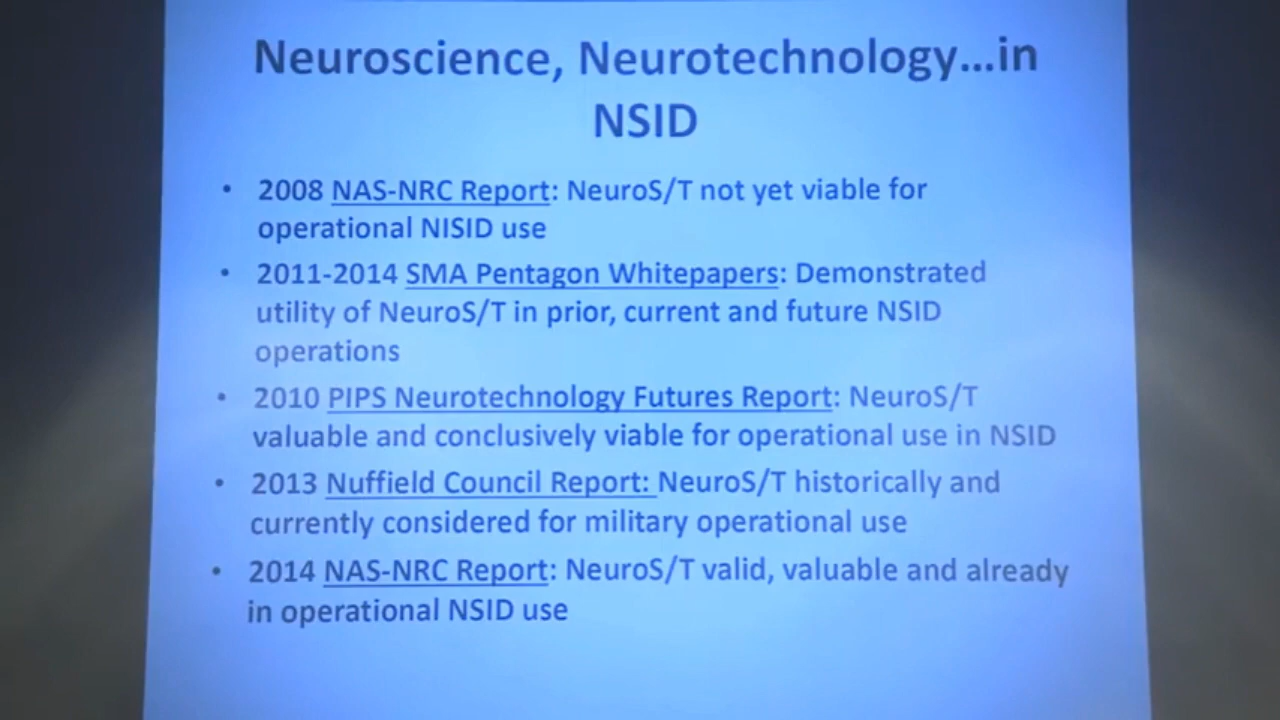 Neuroscience, Neurotechnology...in
NSID
• 2008 NAS-NRC Report: NeuroS/T not yet viable for
operational NISID use
• 2011-2014 SMA Pentagon Whitepapers: Demonstrated
utility of NeuroS/T in prior, current and future NSID
operations
• 2010 PIPS Neurotechnology Futures Report: NeuroS/T
valuable and conclusively viable for operational use in NSID
• 2013 Nuffield Council Report: NeuroS/T historically and
currently considered for military operational use
• 2014 NAS-NRC Report: NeuroS/T valid, valuable and already
in operational NSID use